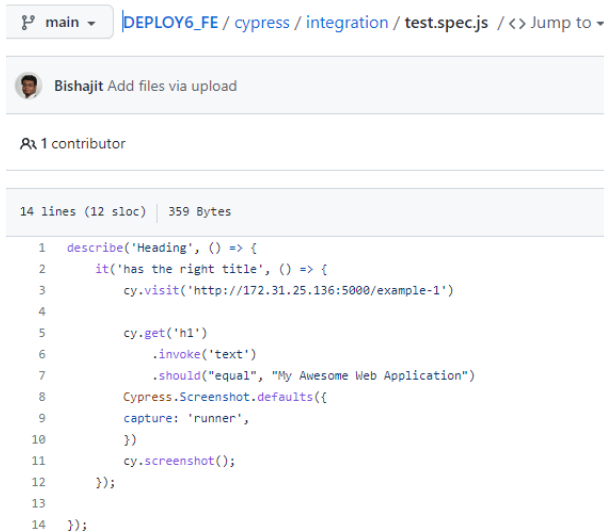 main
DEPLOY6_FE / cypress / integration / test.spec.js / <> Jump to
Bishajit Add files via upload
1 contributor
14 lines (12 sloc) 359 Bytes
1 describe('Heading', () => {
2     it('has the right title', () => {
3         cy.visit('http://172.31.25.136:5000/example-1')
4
5         cy.get('h1')
6             .invoke('text')
7             .should("equal", "My Awesome Web Application")
8         Cypress.Screenshot.defaults({
9         capture: 'runner',
10         })
11         cy.screenshot();
12     });
13
14 });